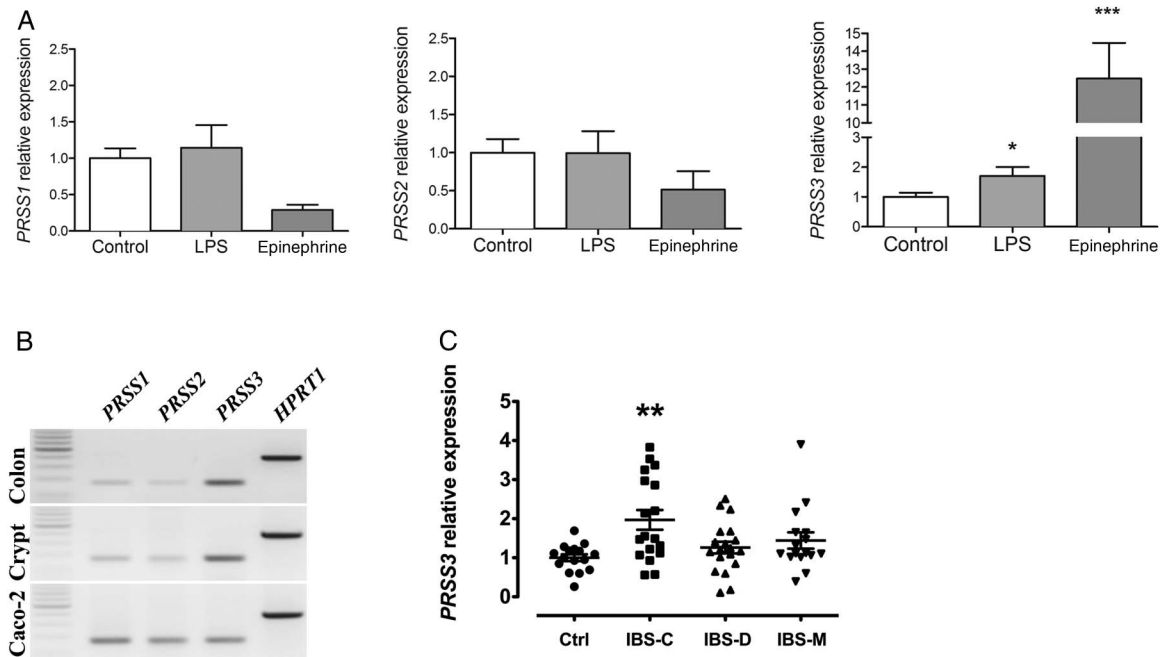 A
PRSS1 relative expression
2.5
2.0
1.5
1.0
0.5
0.0
Control LPS Epinephrine
PRSS2 relative expression
2.5
2.0
1.5
1.0
0.5
0.0
Control LPS Epinephrine
PRSS3 relative expression
15
14
13
12
11
10
3
2
1
0
*
***
Control LPS Epinephrine
B
PRSS1 PRSS2 PRSS3 HPRT1
Colon
Crypt
Caco-2
C
PRSS3 relative expression
5
4
3
2
1
0
**
Ctrl IBS-C IBS-D IBS-M